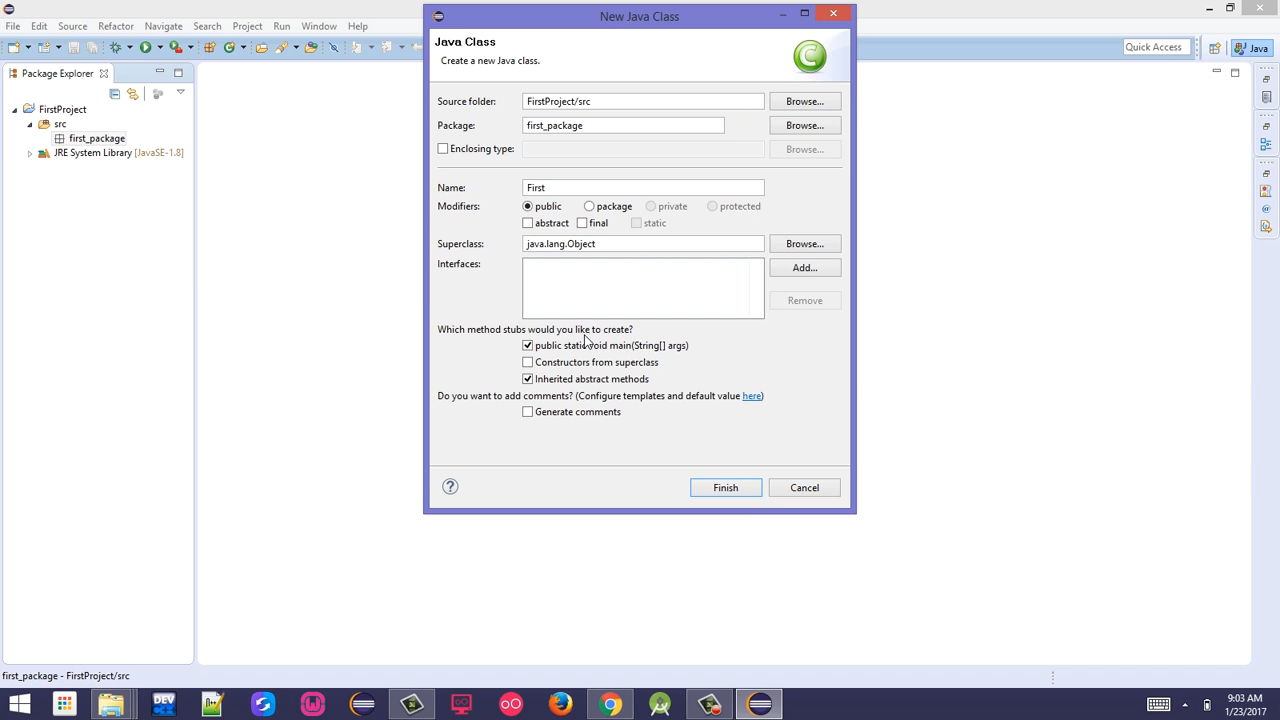 New Java Class
File Edit Source Refactor Navigate Search Project Run Window Help
Quick Access
Java
Package Explorer
FirstProject
src
first_package
JRE System Library [JavaSE-1.8]
Java Class
Create a new Java class.
Source folder: FirstProject/src Browse...
Package: first_package Browse...
Enclosing type: Browse...
Name: First
Modifiers: public package private protected
abstract final static
Superclass: java.lang.Object Browse...
Interfaces: Add...
Remove
Which method stubs would you like to create?
public static void main(String[] args)
Constructors from superclass
Inherited abstract methods
Do you want to add comments? (Configure templates and default value here)
Generate comments
Finish Cancel
first_package - FirstProject/src
DEV
9:03 AM
1/23/2017